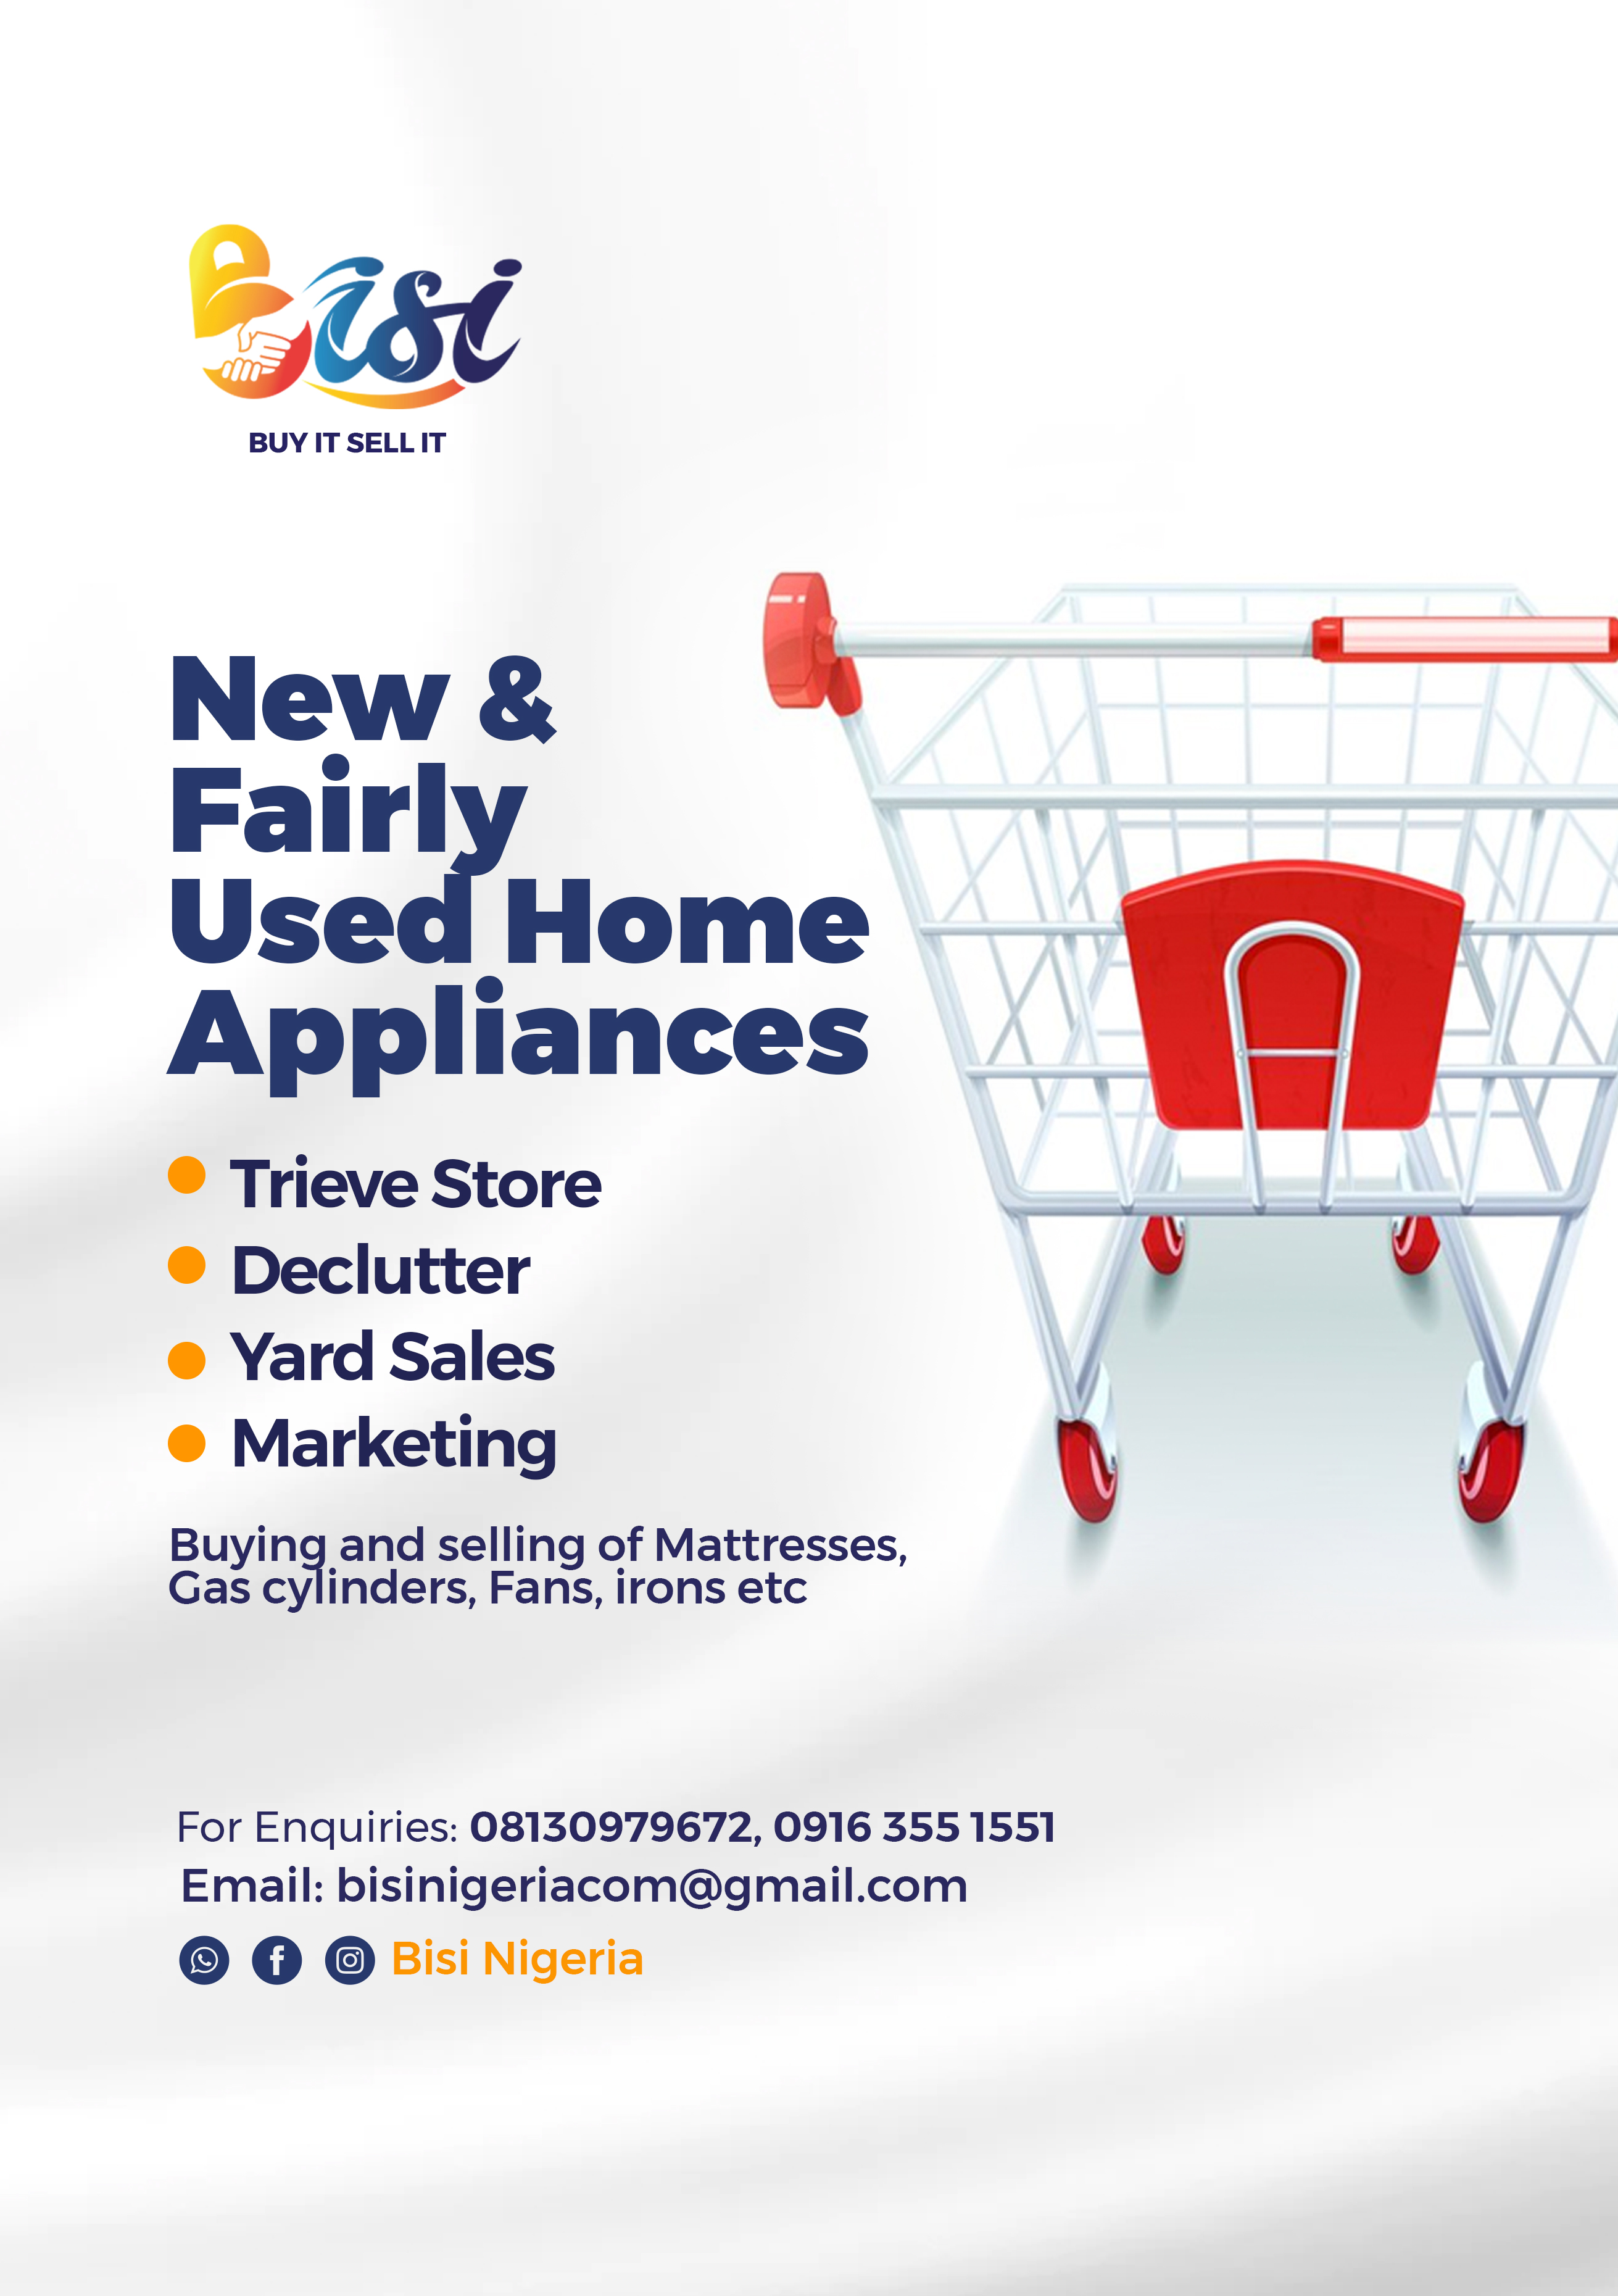 Bisi
BUY IT SELL IT
New &
Fairly
Used Home
Appliances
Trieve Store
Declutter
Yard Sales
Marketing
Buying and selling of Mattresses,
Gas cylinders, Fans, irons etc
For Enquiries: 08130979672, 0916 355 1551
Email: bisinigeriacom@gmail.com
Bisi Nigeria